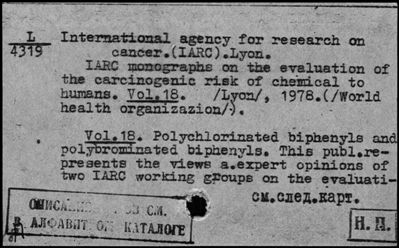 L
4319
International agency for research on
cancer.(IARC).Lyon.
IARC monographs on the evaluation of
the carcinogenic risk of chemical to
humans. Vol.18. /Lyon/, 1978.(/World
health organizazion/).
Vol.18. Polychlorinated biphenyls and
polybrominated biphenyls. This publ.re-
presents the views a.expert opinions of
two IARC working groups on the evaluati-
см.след.карт.
СМ.
В АЛФАВИТНОМ КАТАЛОГЕ
Н. П.